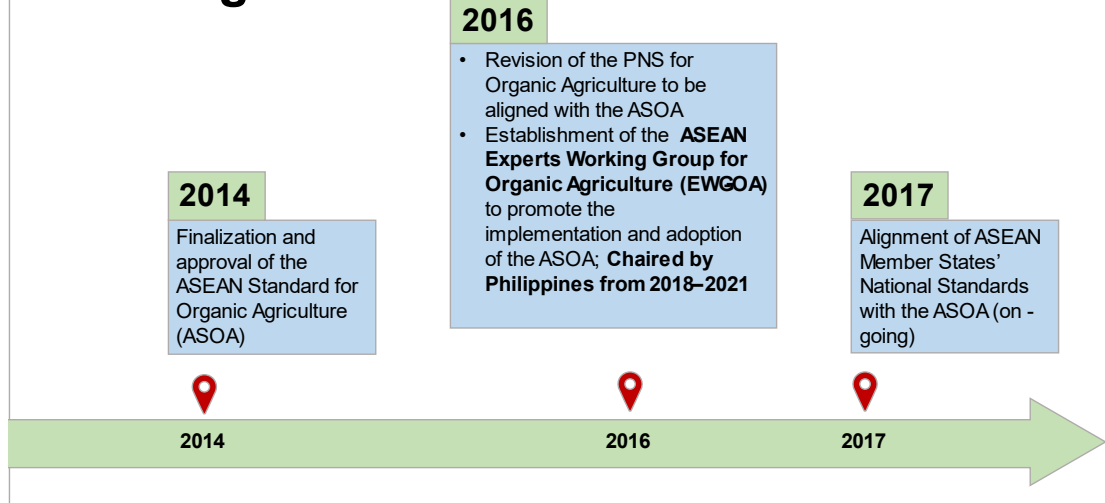 2016
• Revision of the PNS for
Organic Agriculture to be
aligned with the ASOA
• Establishment of the ASEAN
Experts Working Group for
Organic Agriculture (EWGOA)
to promote the
implementation and adoption
of the ASOA; Chaired by
Philippines from 2018–2021
2014
Finalization and
approval of the
ASEAN Standard for
Organic Agriculture
(ASOA)
2017
Alignment of ASEAN
Member States’
National Standards
with the ASOA (on -
going)
2014
2016
2017